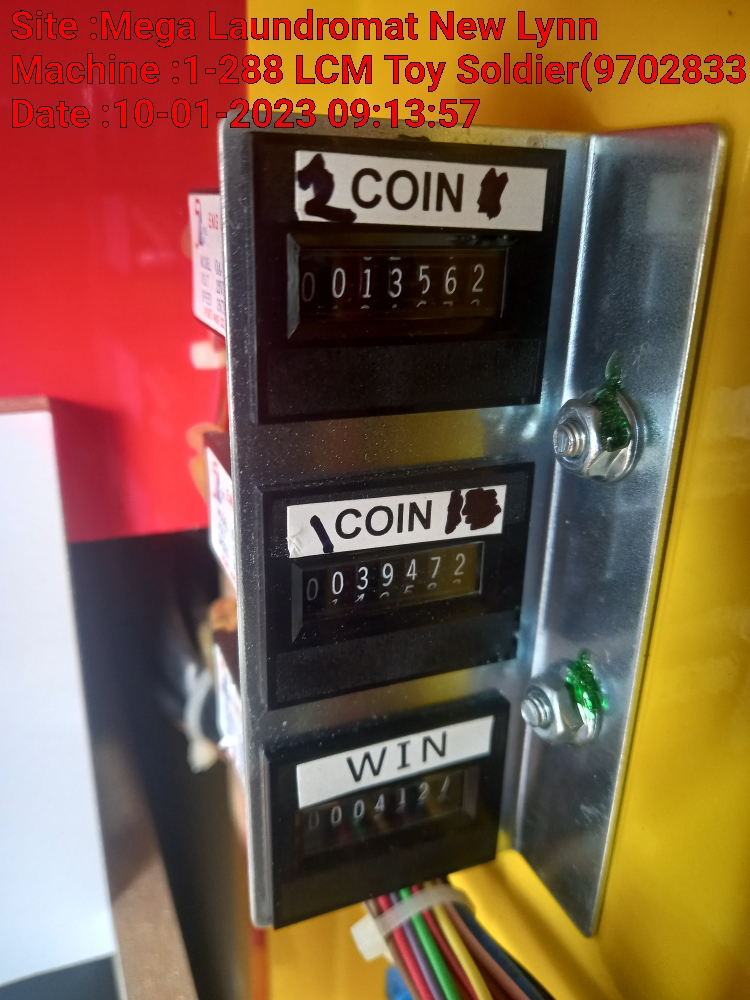 Site :Mega Laundromat New Lynn
Machine :1-288 LCM Toy Soldier(9702833
Date :10-01-2023 09:13:57
2 COIN
0013562
1 COIN
0039472
WIN